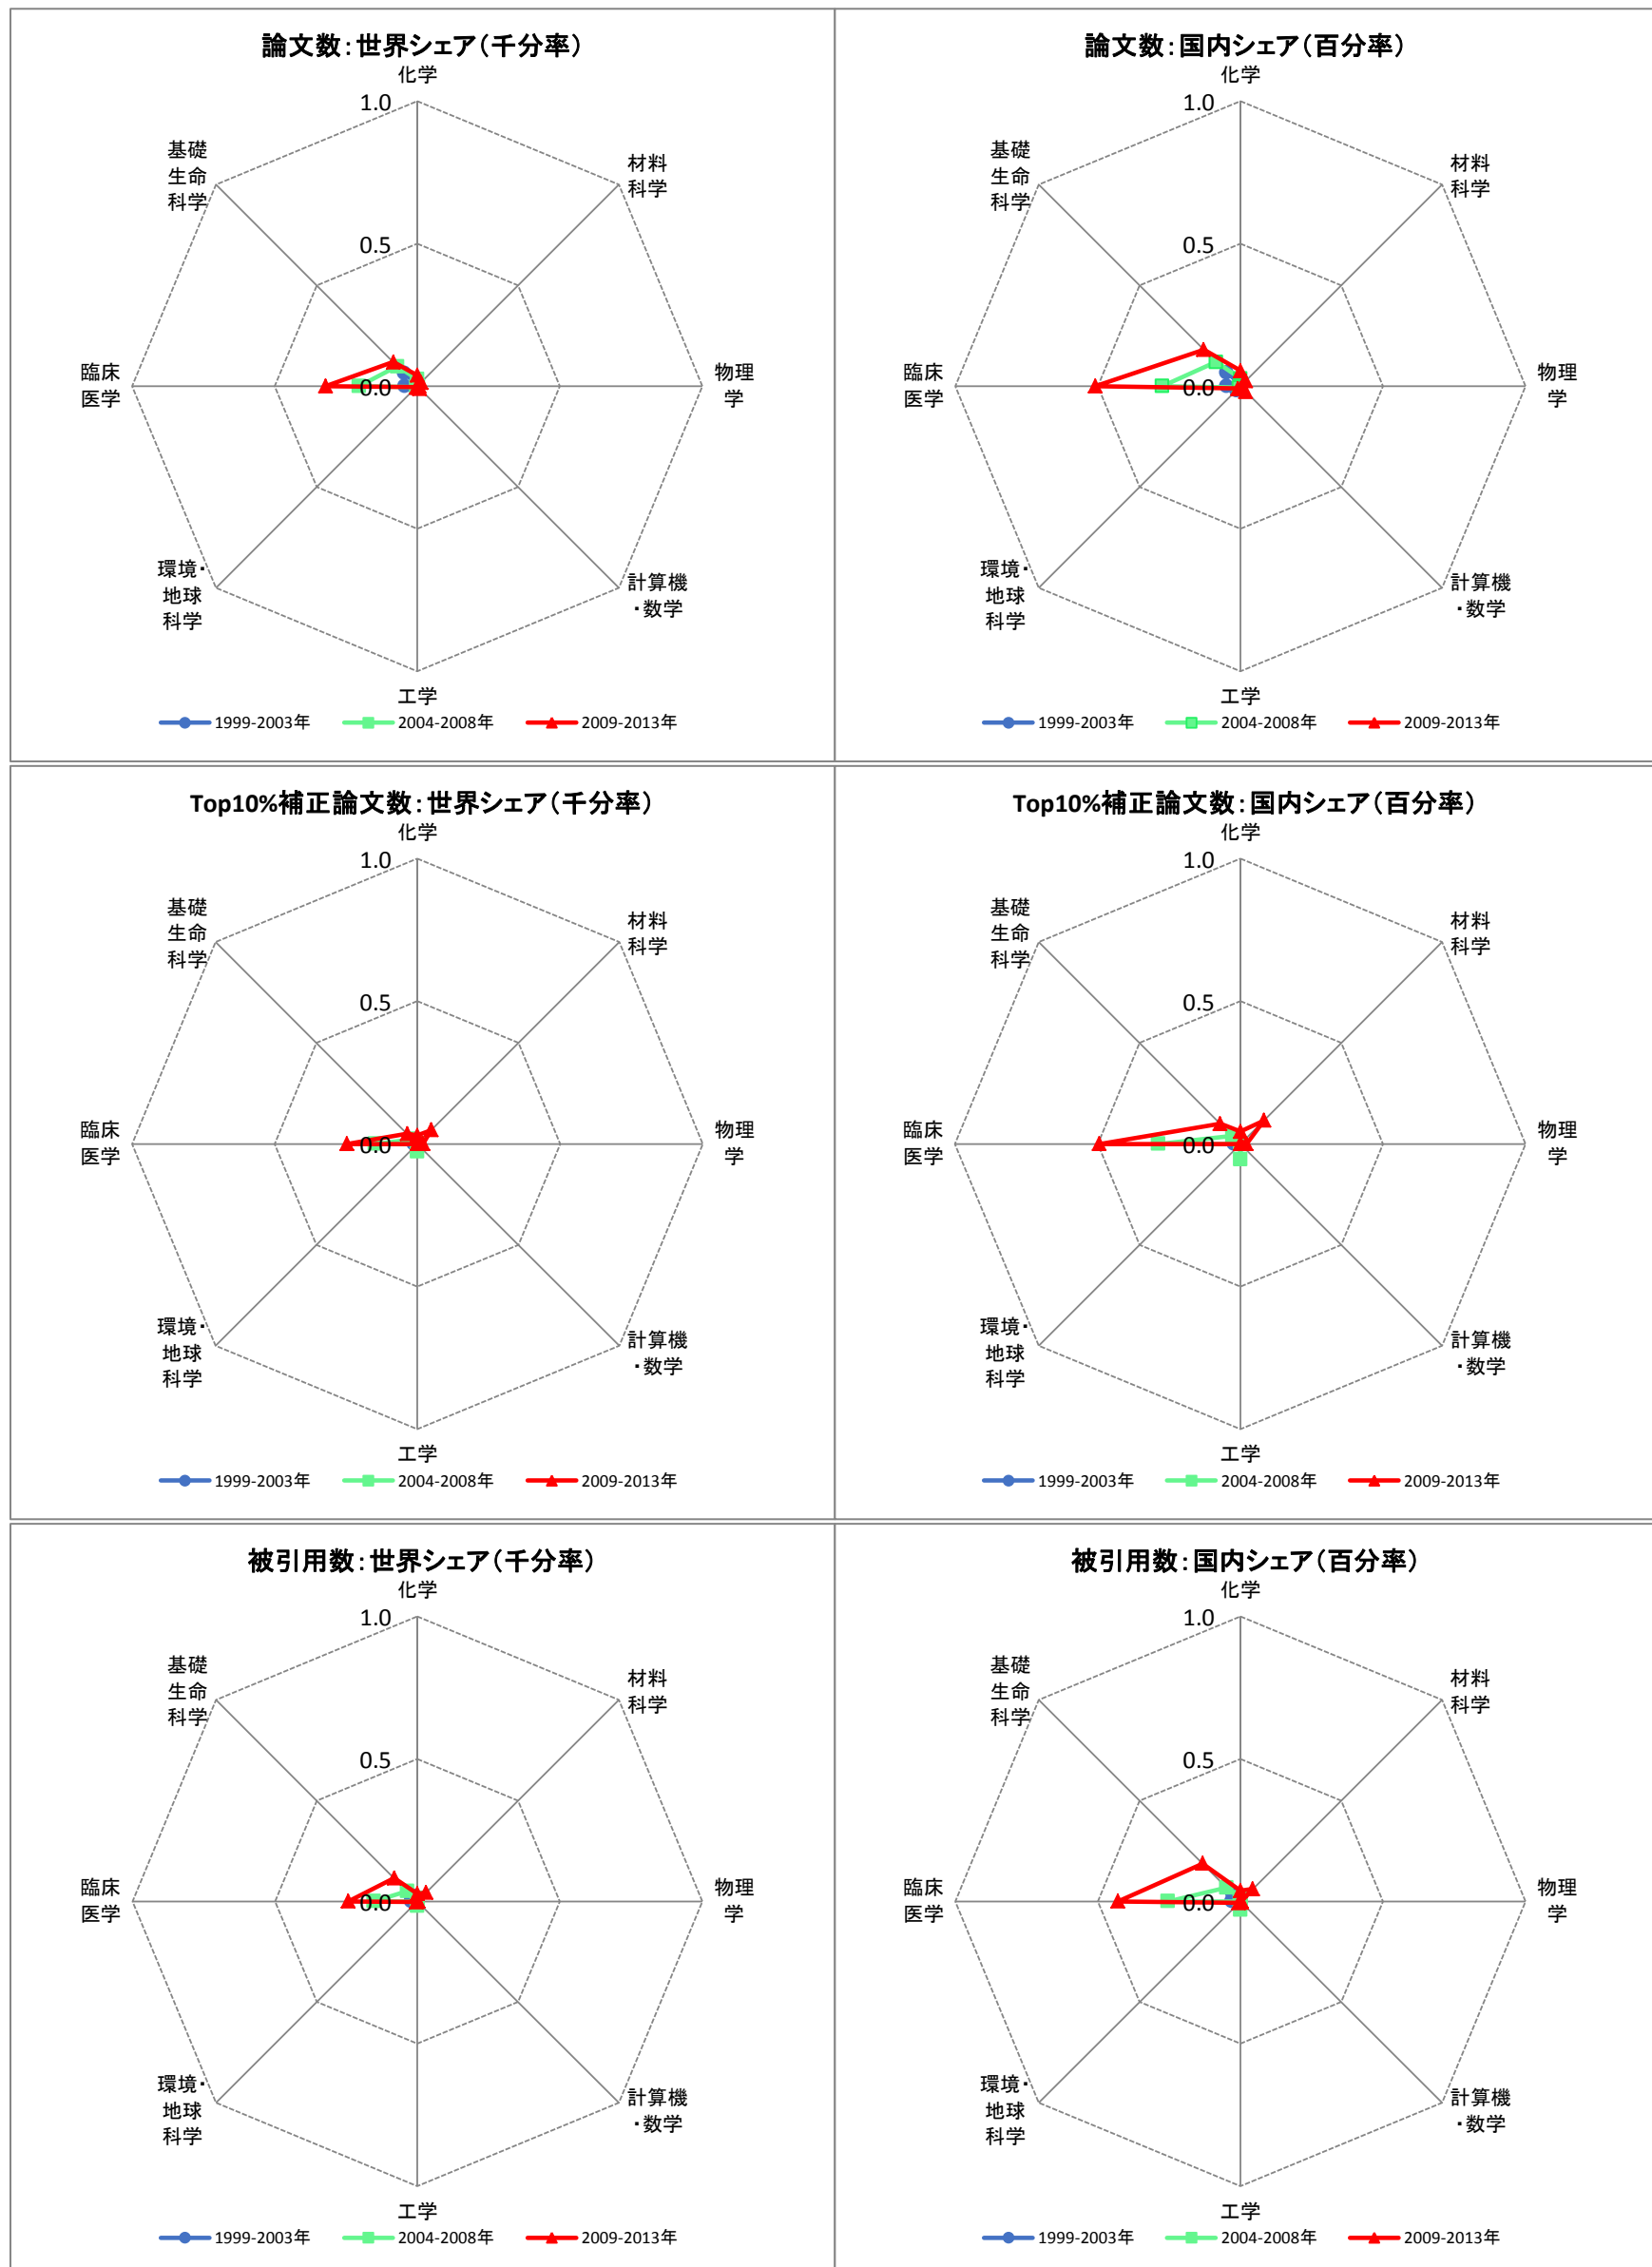 論文数：世界シェア（千分率）
化学
1.0
基礎
生命
科学
材料
科学
0.5
臨床
医学
0.0
物理
学
環境・
地球
科学
計算機
・数学
工学
1999-2003年
2004-2008年
2009-2013年
論文数：国内シェア（百分率）
化学
1.0
基礎
生命
科学
材料
科学
0.5
臨床
医学
0.0
物理
学
環境・
地球
科学
計算機
・数学
工学
1999-2003年
2004-2008年
2009-2013年
Top10%補正論文数：世界シェア（千分率）
化学
1.0
基礎
生命
科学
材料
科学
0.5
臨床
医学
0.0
物理
学
環境・
地球
科学
計算機
・数学
工学
1999-2003年
2004-2008年
2009-2013年
Top10%補正論文数：国内シェア（百分率）
化学
1.0
基礎
生命
科学
材料
科学
0.5
臨床
医学
0.0
物理
学
環境・
地球
科学
計算機
・数学
工学
1999-2003年
2004-2008年
2009-2013年
被引用数：世界シェア（千分率）
化学
1.0
基礎
生命
科学
材料
科学
0.5
臨床
医学
0.0
物理
学
環境・
地球
科学
計算機
・数学
工学
1999-2003年
2004-2008年
2009-2013年
被引用数：国内シェア（百分率）
化学
1.0
基礎
生命
科学
材料
科学
0.5
臨床
医学
0.0
物理
学
環境・
地球
科学
計算機
・数学
工学
1999-2003年
2004-2008年
2009-2013年